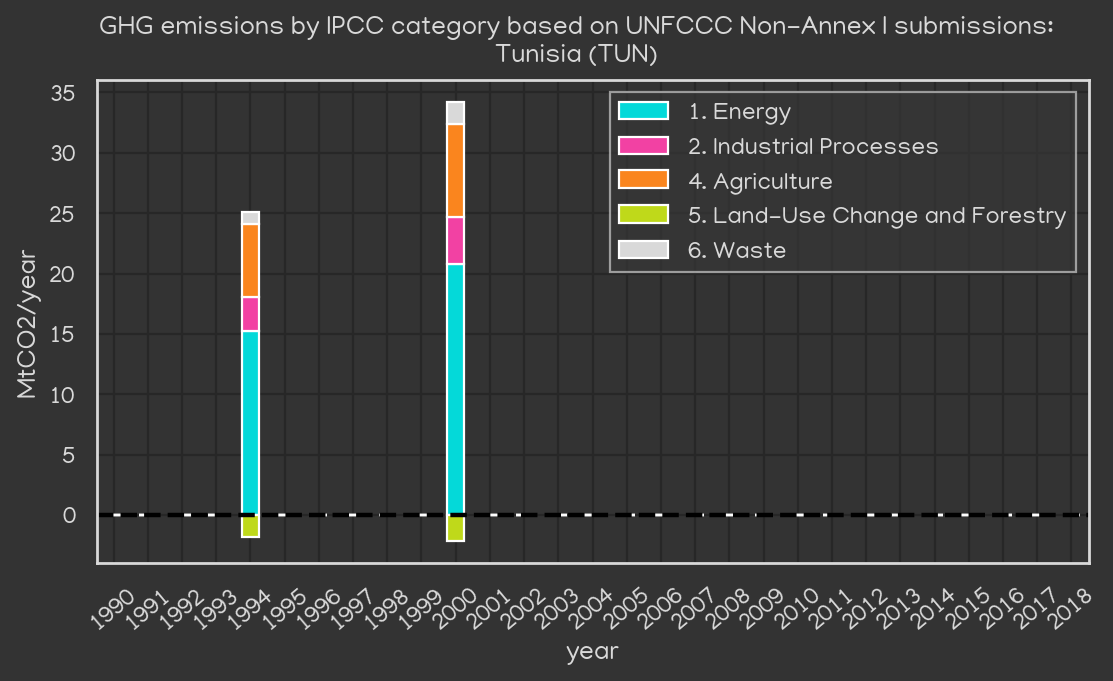 GHG emissions by IPCC category based on UNFCCC Non-Annex I submissions:
Tunisia (TUN)
35
30
25
20
15
10
5
0
MtCO2/year
1. Energy
2. Industrial Processes
4. Agriculture
5. Land-Use Change and Forestry
6. Waste
1990 1991 1992 1993 1994 1995 1996 1997 1998 1999 2000 2001 2002 2003 2004 2005 2006 2007 2008 2009 2010 2011 2012 2013 2014 2015 2016 2017 2018
year